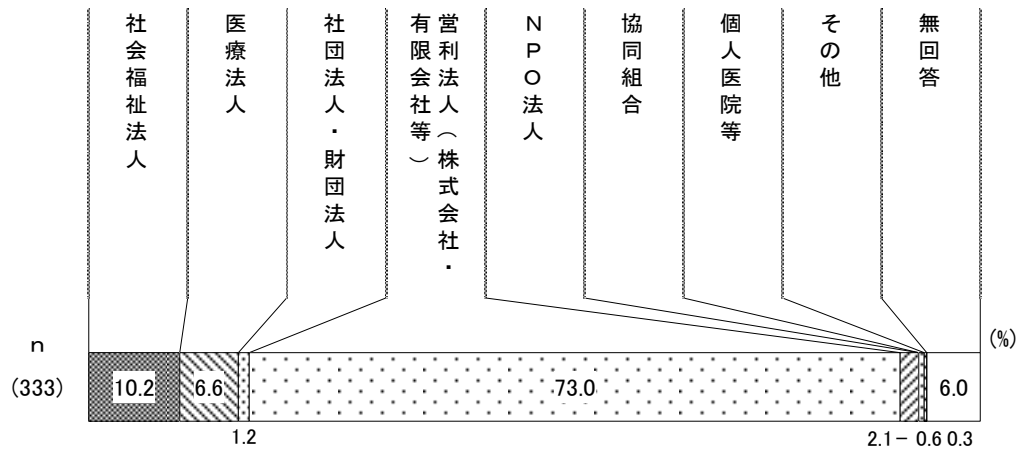 社会福祉法人
医療法人
社団法人・財団法人
営利法人（株式会社・
有限会社等）
ＮＰＯ法人
協同組合
個人医院等
その他
無回答
(%)
n
(333)
10.2
6.6
1.2
73.0
2.1
−
0.6
0.3
6.0